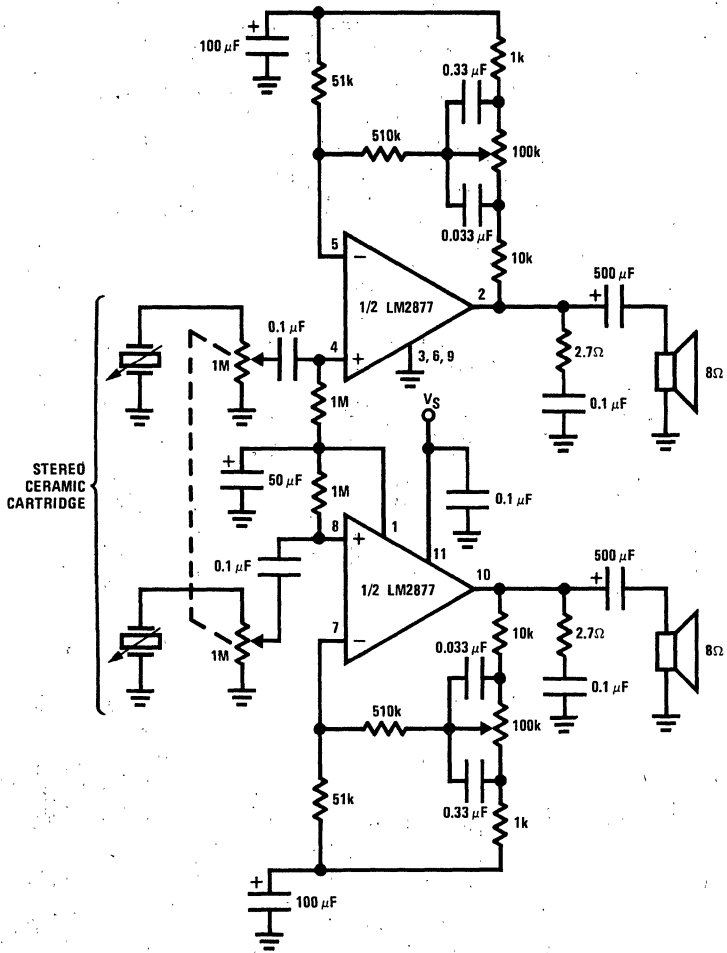 100 μF
+
51k
0.33 μF
1k
510k
100k
0.033 μF
10k
5
−
1/2 LM2877
2
500 μF
+
0.1 μF
4
+
3, 6, 9
2.7Ω
8Ω
1M
1M
0.1 μF
VS
STEREO
CERAMIC
CARTRIDGE
+
50 μF
1M
0.1 μF
8
+
1
11
0.1 μF
1/2 LM2877
10
500 μF
+
7
−
10k
2.7Ω
8Ω
1M
0.033 μF
0.1 μF
510k
100k
51k
0.33 μF
1k
+
100 μF